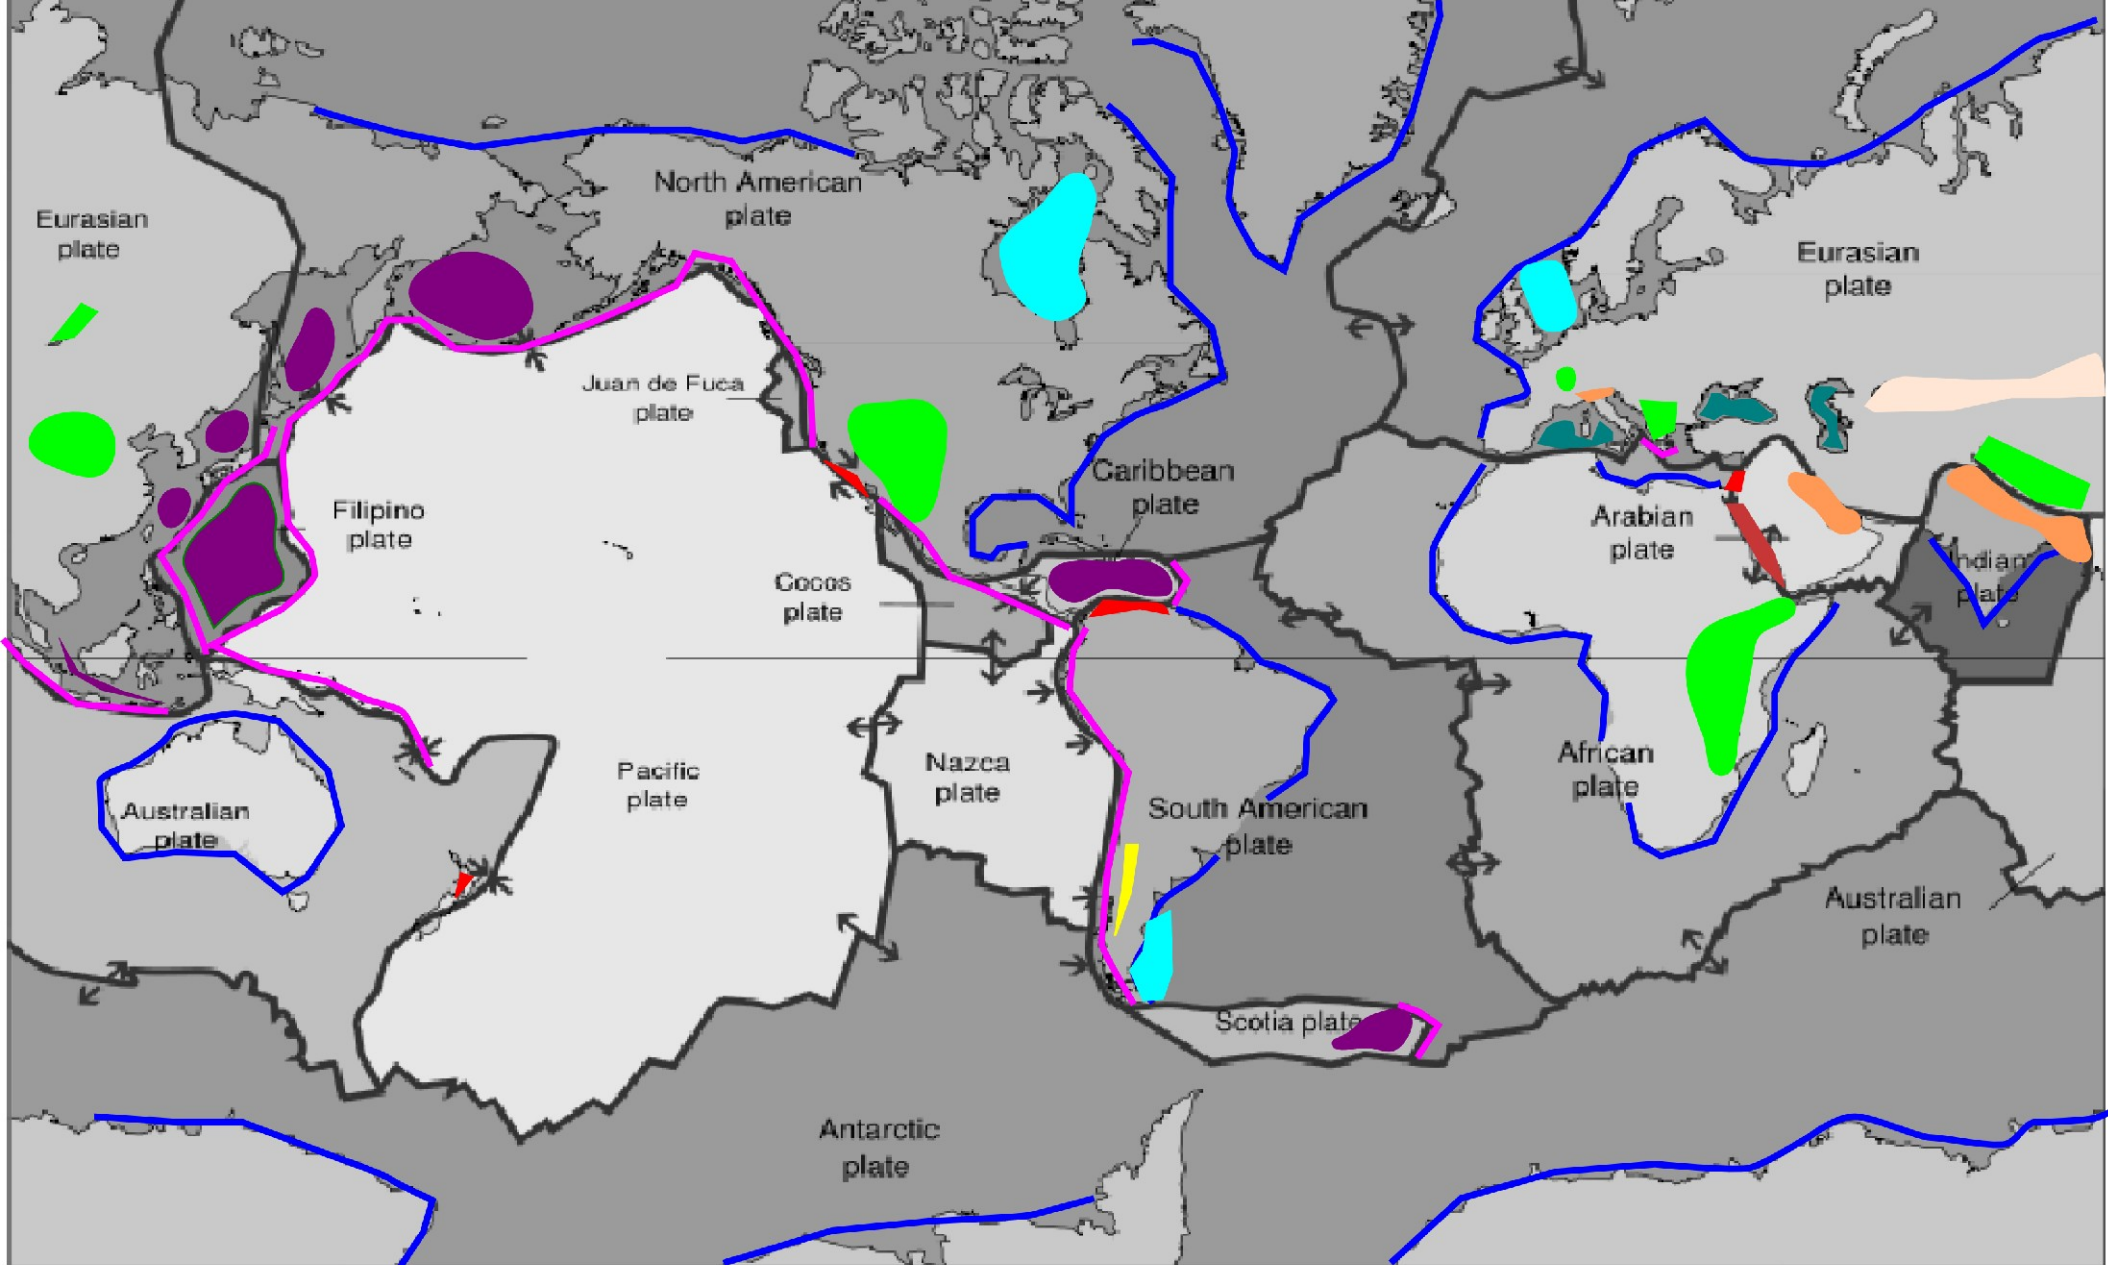 North American
plate
Eurasian
plate
Eurasian
plate
Juan de Fuca
plate
Caribbean
plate
Filipino
plate
Arabian
plate
Cocos
plate
Indian
plate
African
plate
Nazca
plate
Pacific
plate
South American
plate
Australian
plate
Australian
plate
Scotia plate
Antarctic
plate